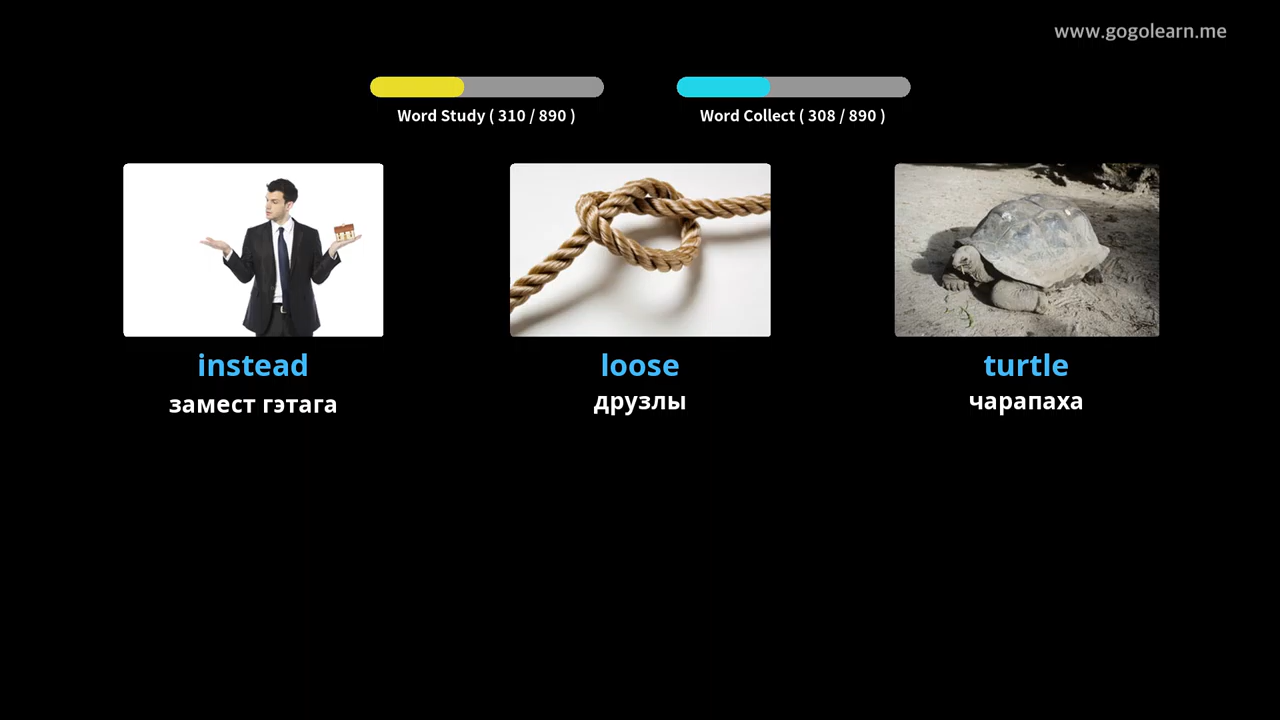 www.gogolearn.me
Word Study ( 310 / 890 )
Word Collect ( 308 / 890 )
instead
loose
turtle
замест гэтага
друзлы
чарапаха